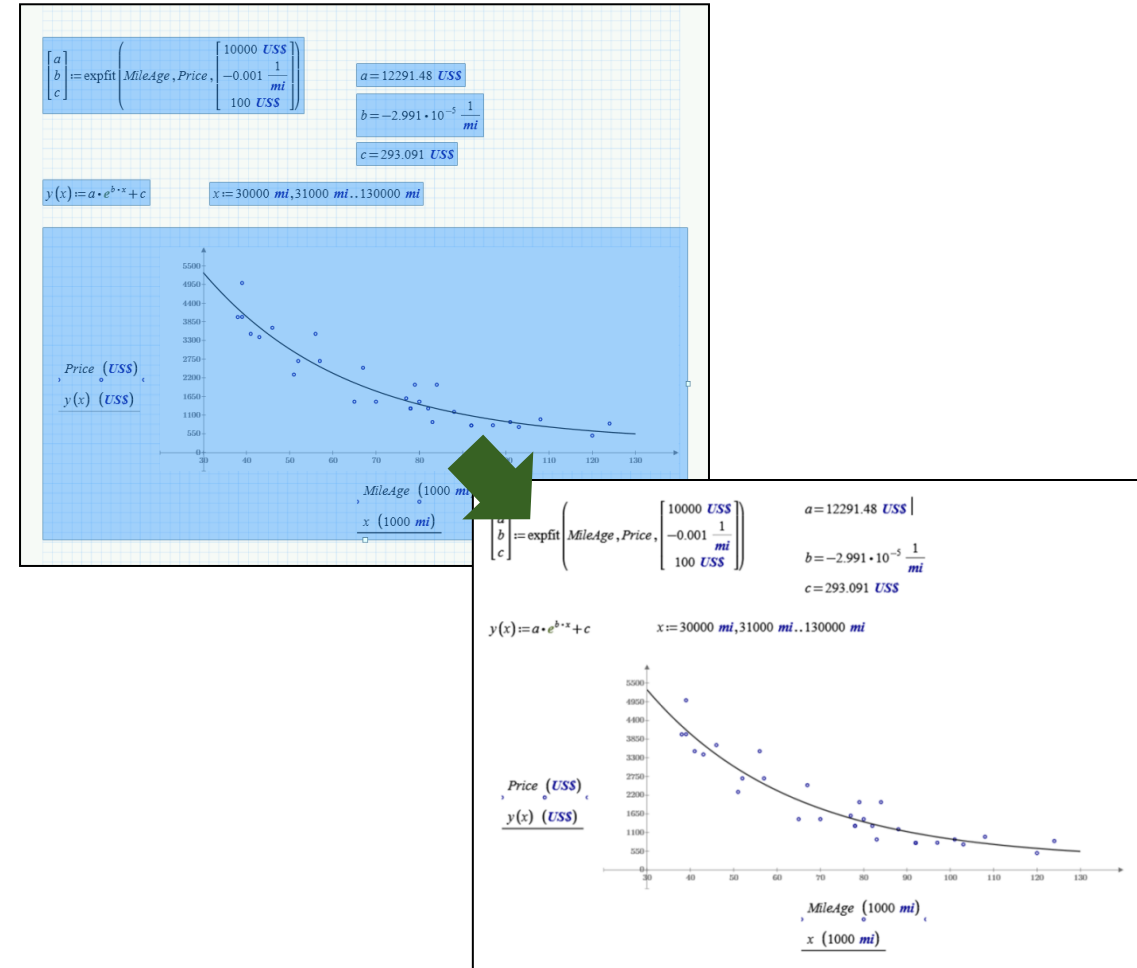 [a b c] := expfit(MileAge, Price, [10000 US$ −0.001 1/mi 100 US$])
a = 12291.48 US$
b = −2.991 • 10⁻⁵ 1/mi
c = 293.091 US$
y(x) := a • e^(b • x) + c
x := 30000 mi, 31000 mi .. 130000 mi
5500
4950
4400
3850
3300
2750
2200
1650
1100
550
0
30 40 50 60 70 80 110 120 130
Price (US$)
y(x) (US$)
MileAge (1000 mi
x (1000 mi)
[a b c] := expfit(MileAge, Price, [10000 US$ −0.001 1/mi 100 US$])
a = 12291.48 US$
b = −2.991 • 10⁻⁵ 1/mi
c = 293.091 US$
y(x) := a • e^(b • x) + c
x := 30000 mi, 31000 mi .. 130000 mi
5500
4950
4400
3850
3300
2750
2200
1650
1100
550
0
30 40 50 60 70 80 90 100 110 120 130
Price (US$)
y(x) (US$)
MileAge (1000 mi)
x (1000 mi)